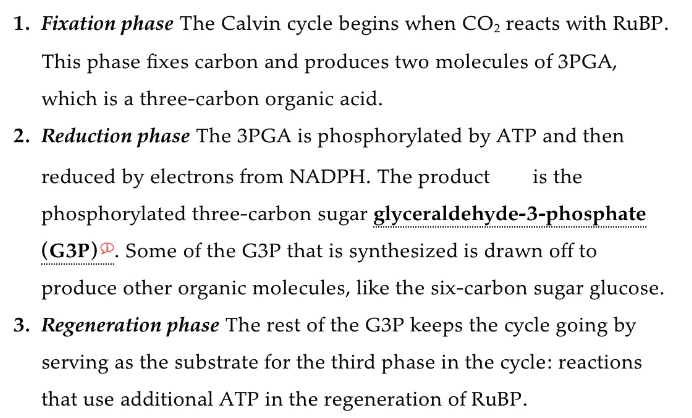 1. Fixation phase The Calvin cycle begins when CO₂ reacts with RuBP.
This phase fixes carbon and produces two molecules of 3PGA,
which is a three-carbon organic acid.
2. Reduction phase The 3PGA is phosphorylated by ATP and then
reduced by electrons from NADPH. The product is the
phosphorylated three-carbon sugar glyceraldehyde-3-phosphate
(G3P). Some of the G3P that is synthesized is drawn off to
produce other organic molecules, like the six-carbon sugar glucose.
3. Regeneration phase The rest of the G3P keeps the cycle going by
serving as the substrate for the third phase in the cycle: reactions
that use additional ATP in the regeneration of RuBP.